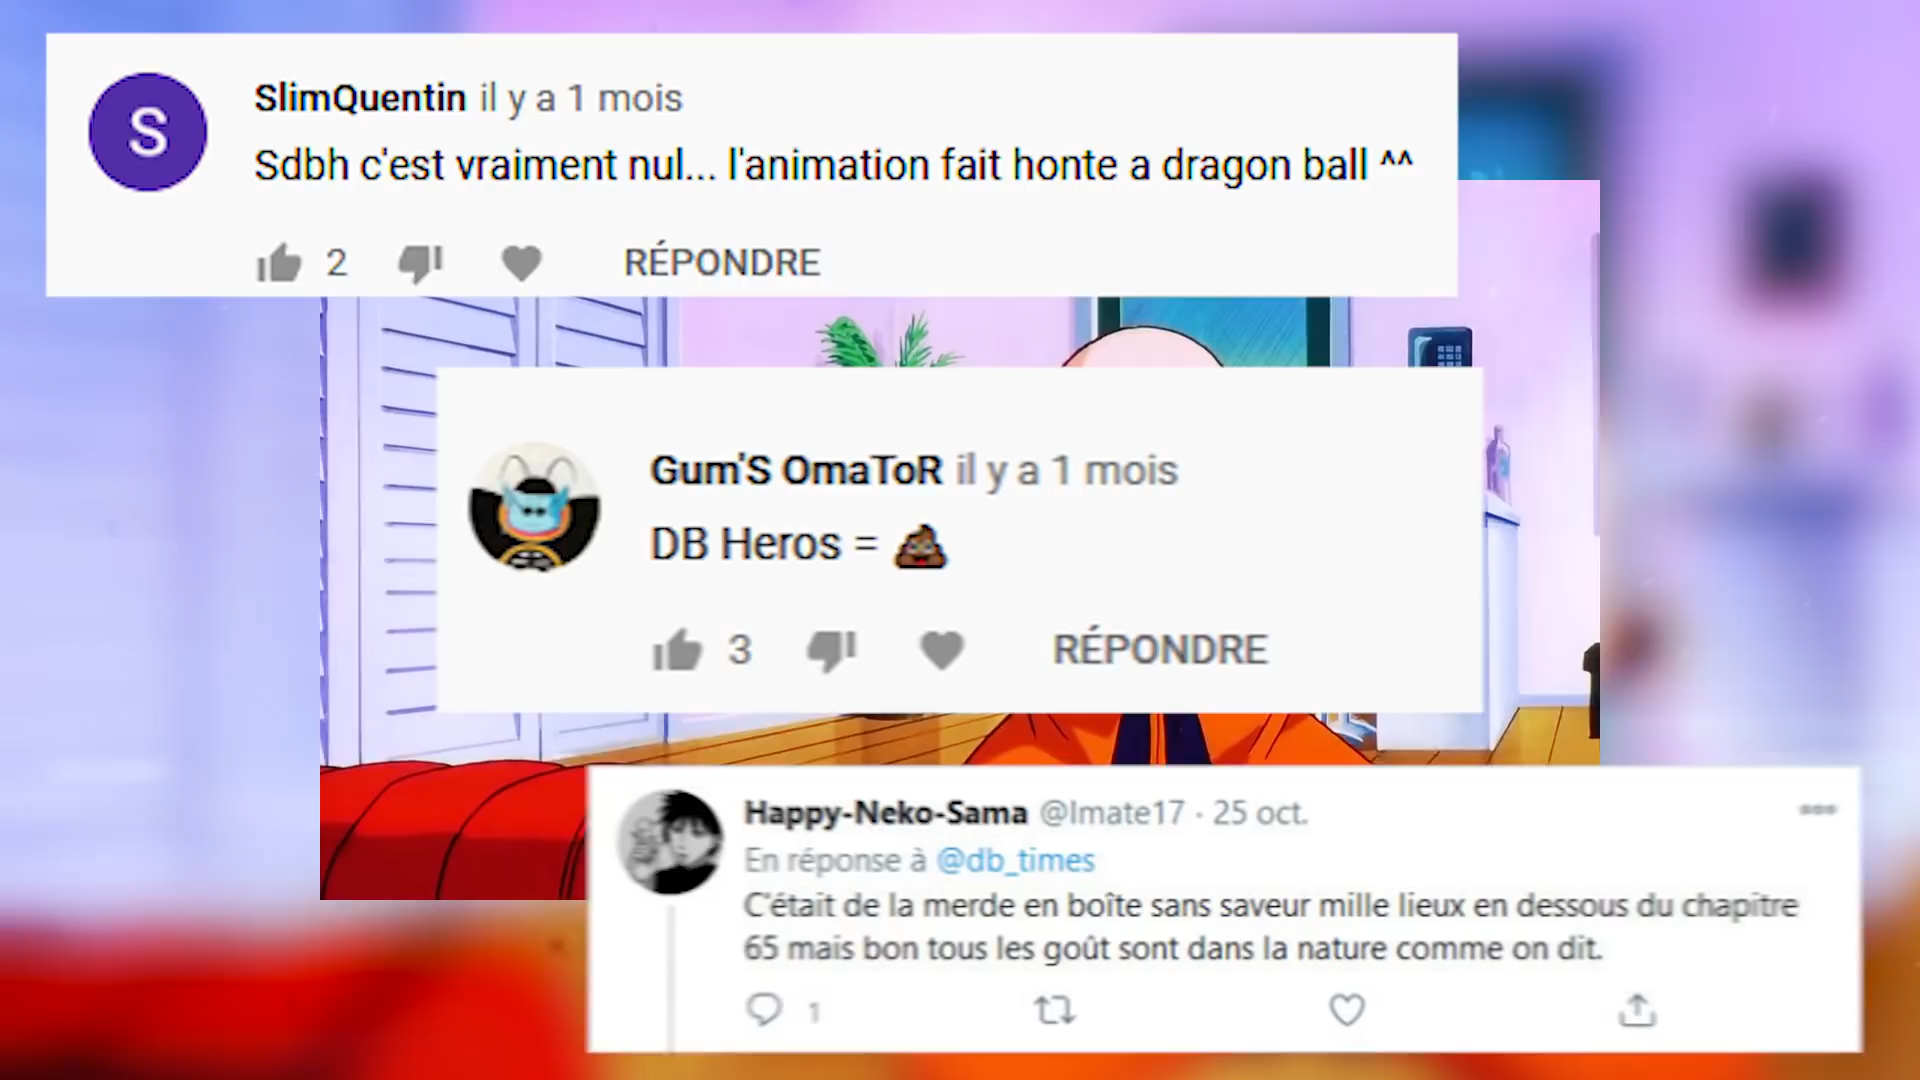 S
SlimQuentin il y a 1 mois
Sdbh c'est vraiment nul... l'animation fait honte a dragon ball ^^
2 RÉPONDRE
Gum'S OmaToR il y a 1 mois
DB Heros = 💩
3 RÉPONDRE
Happy-Neko-Sama @Imate17 · 25 oct.
En réponse à @db_times
C'était de la merde en boîte sans saveur mille lieux en dessous du chapitre
65 mais bon tous les goût sont dans la nature comme on dit.
1